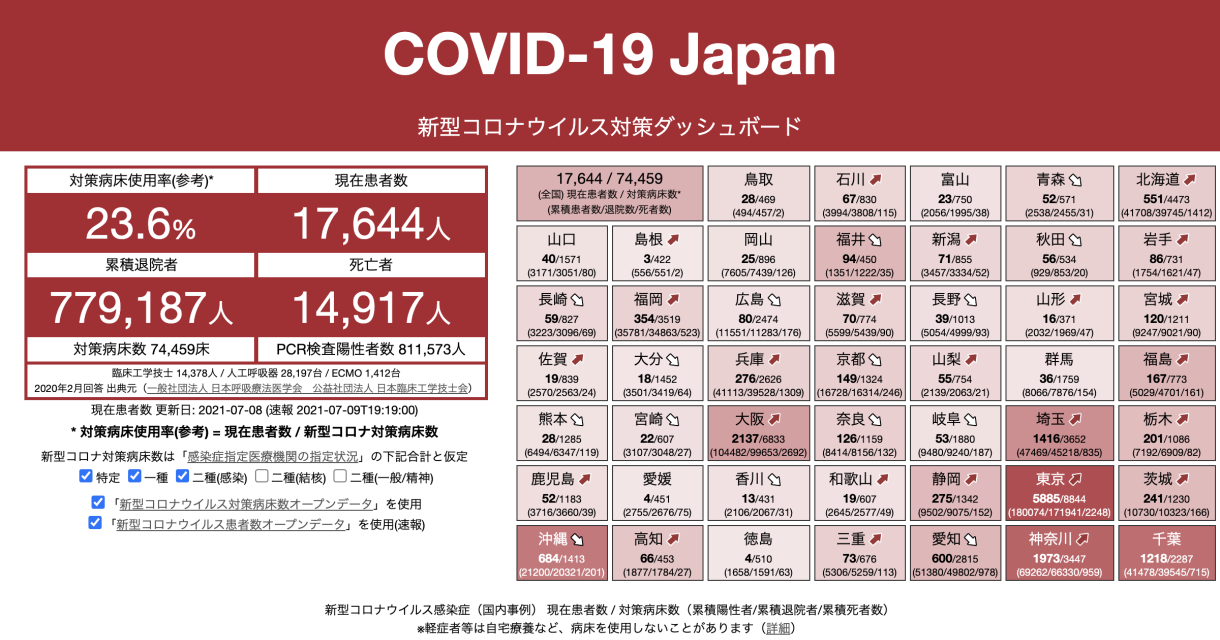 COVID-19 Japan
新型コロナウイルス対策ダッシュボード
対策病床使用率(参考)* 現在患者数
23.6% 17,644人
累積退院者 死亡者
779,187人 14,917人
対策病床数 74,459床 PCR検査陽性者数 811,573人
臨床工学技士 14,378人 / 人工呼吸器 28,197台 / ECMO 1,412台
2020年2月回答 出典元（一般社団法人 日本呼吸療法医学会　公益社団法人 日本臨床工学技士会）
現在患者数 更新日: 2021-07-08 (速報 2021-07-09T19:19:00)
* 対策病床使用率(参考) = 現在患者数 / 新型コロナ対策病床数
新型コロナ対策病床数は「感染症指定医療機関の指定状況」の下記合計と仮定
特定 一種 二種(感染) 二種(結核) 二種(一般/精神)
「新型コロナウイルス対策病床数オープンデータ」を使用
「新型コロナウイルス患者数オープンデータ」を使用(速報)
17,644 / 74,459
(全国) 現在患者数 / 対策病床数*
(累積患者数/退院数/死者数)
鳥取
28/469
(494/457/2)
石川
67/830
(3994/3808/115)
富山
23/750
(2056/1995/38)
青森
52/571
(2538/2455/31)
北海道
551/4473
(41708/39745/1412)
山口
40/1571
(3171/3051/80)
島根
3/422
(556/551/2)
岡山
25/896
(7605/7439/126)
福井
94/450
(1351/1222/35)
新潟
71/855
(3457/3334/52)
秋田
56/534
(929/853/20)
岩手
86/731
(1754/1621/47)
長崎
59/827
(3223/3096/69)
福岡
354/3519
(35781/34863/523)
広島
80/2474
(11551/11283/176)
滋賀
70/774
(5599/5439/90)
長野
39/1013
(5054/4999/93)
山形
16/371
(2032/1969/47)
宮城
120/1211
(9247/9021/90)
佐賀
19/839
(2570/2563/24)
大分
18/1452
(3501/3419/64)
兵庫
276/2626
(41113/39528/1309)
京都
149/1324
(16728/16314/246)
山梨
55/754
(2139/2063/21)
群馬
36/1759
(8066/7876/154)
福島
167/773
(5029/4701/161)
熊本
28/1285
(6494/6347/119)
宮崎
22/607
(3107/3048/27)
大阪
2137/6833
(104482/99653/2692)
奈良
126/1159
(8414/8156/132)
岐阜
53/1880
(9480/9240/187)
埼玉
1416/3652
(47469/45218/835)
栃木
201/1086
(7192/6909/82)
鹿児島
52/1183
(3716/3660/39)
愛媛
4/451
(2755/2676/75)
香川
13/431
(2106/2067/31)
和歌山
19/607
(2645/2577/49)
静岡
275/1342
(9502/9075/152)
東京
5885/8844
(180074/171941/2248)
茨城
241/1230
(10730/10323/166)
沖縄
684/1413
(21200/20321/201)
高知
66/453
(1877/1784/27)
徳島
4/510
(1658/1591/63)
三重
73/676
(5306/5259/113)
愛知
600/2815
(51380/49802/978)
神奈川
1973/3447
(69262/66330/959)
千葉
1218/2287
(41478/39545/715)
新型コロナウイルス感染症（国内事例） 現在患者数 / 対策病床数（累積陽性者/累積退院者/累積死者数）
※軽症者等は自宅療養など、病床を使用しないことがあります（詳細）